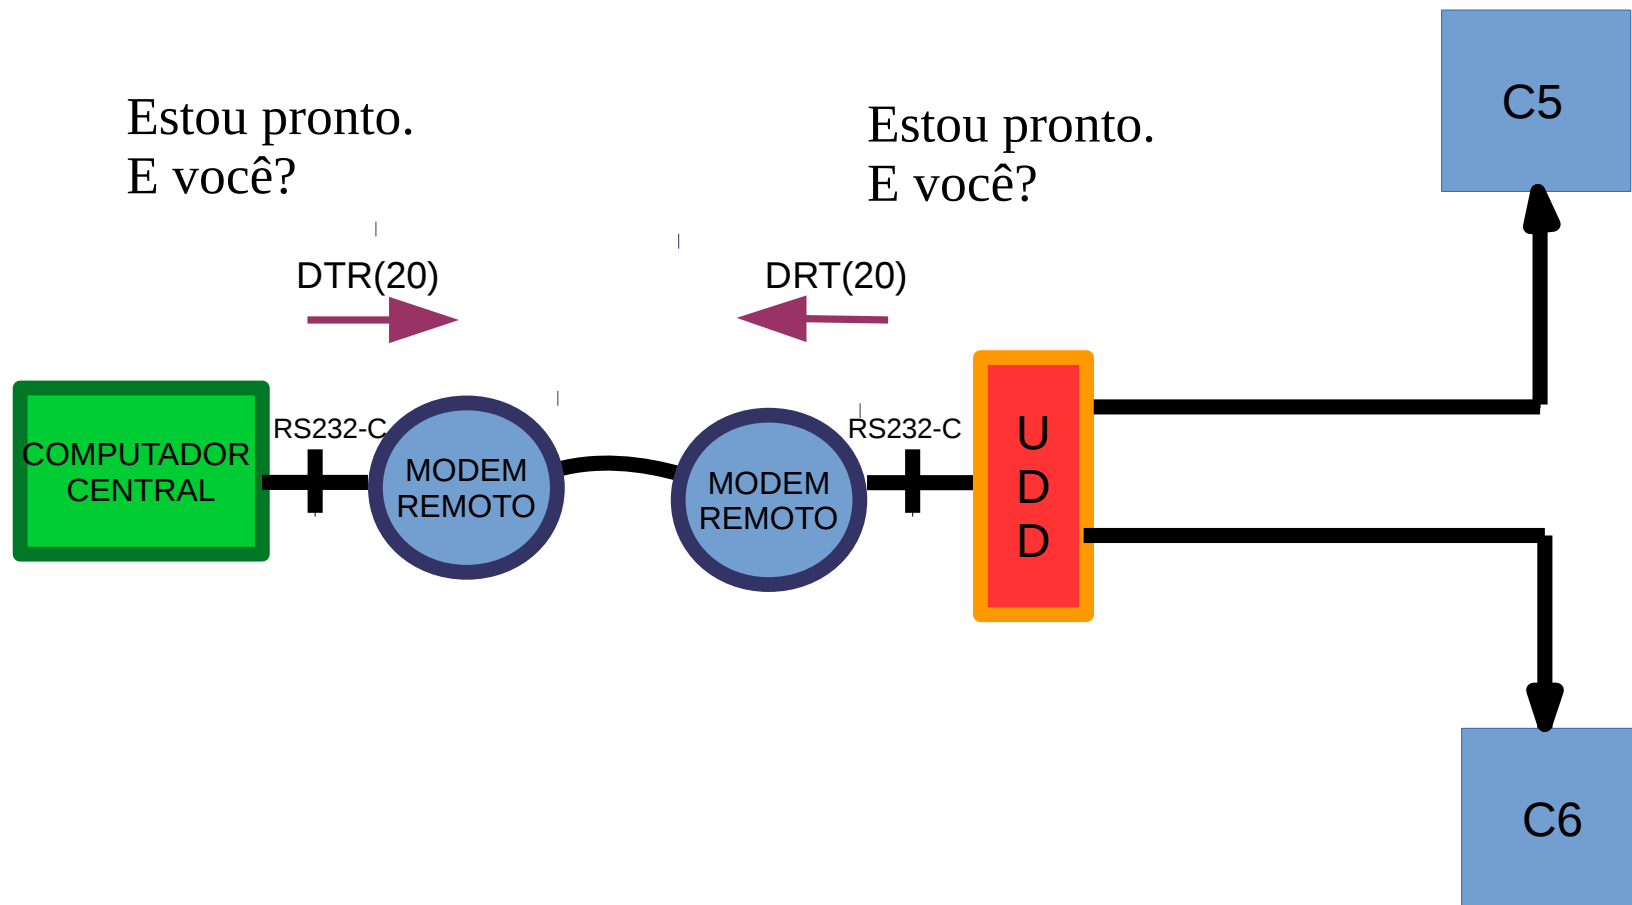 Estou pronto.
E você?
Estou pronto.
E você?
C5
DTR(20)
DRT(20)
RS232-C
RS232-C
COMPUTADOR
CENTRAL
MODEM
REMOTO
MODEM
REMOTO
U
D
D
C6